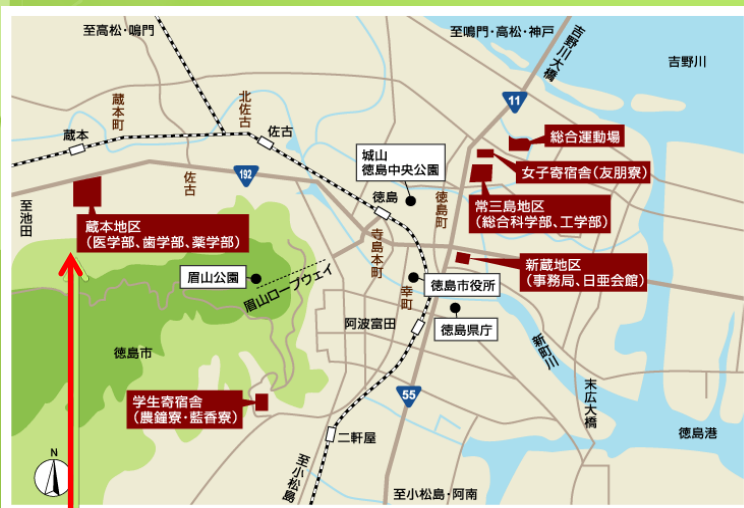 至高松・鳴門
至鳴門・高松・神戸
吉野川大橋
吉野川
11
蔵本町
北佐古
蔵本
佐古
総合運動場
城山
徳島中央公園
女子寄宿舎(友朋寮)
192
佐古
徳島
徳島町
常三島地区
(総合科学部、工学部)
至池田
蔵本地区
(医学部、歯学部、薬学部)
寺島本町
新蔵地区
(事務局、日亜会館)
眉山公園
眉山ロープウェイ
幸町
徳島市役所
阿波富田
徳島県庁
新町川
徳島市
55
末広大橋
学生寄宿舎
(農鐘寮・藍香寮)
二軒屋
徳島港
N
至小松島
至小松島・阿南